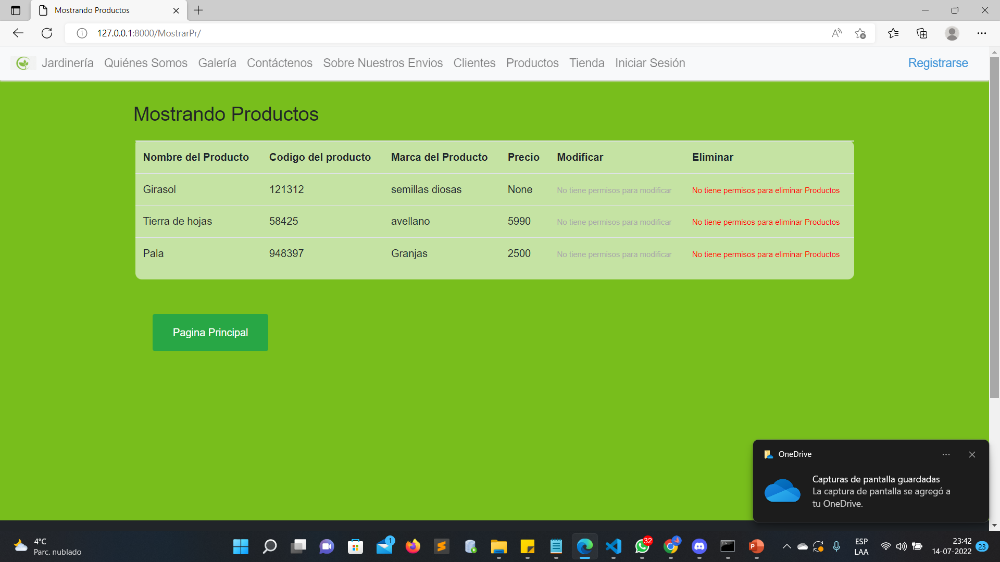 Mostrando Productos
127.0.0.1:8000/MostrarPr/
Jardinería Quiénes Somos Galería Contáctenos Sobre Nuestros Envios Clientes Productos Tienda Iniciar Sesión Registrarse
Mostrando Productos
Nombre del Producto Codigo del producto Marca del Producto Precio Modificar Eliminar
Girasol 121312 semillas diosas None No tiene permisos para modificar No tiene permisos para eliminar Productos
Tierra de hojas 58425 avellano 5990 No tiene permisos para modificar No tiene permisos para eliminar Productos
Pala 948397 Granjas 2500 No tiene permisos para modificar No tiene permisos para eliminar Productos
Pagina Principal
OneDrive
Capturas de pantalla guardadas
La captura de pantalla se agregó a
tu OneDrive.
4°C
Parc. nublado
1
32
ESP
LAA
23:42
14-07-2022
23